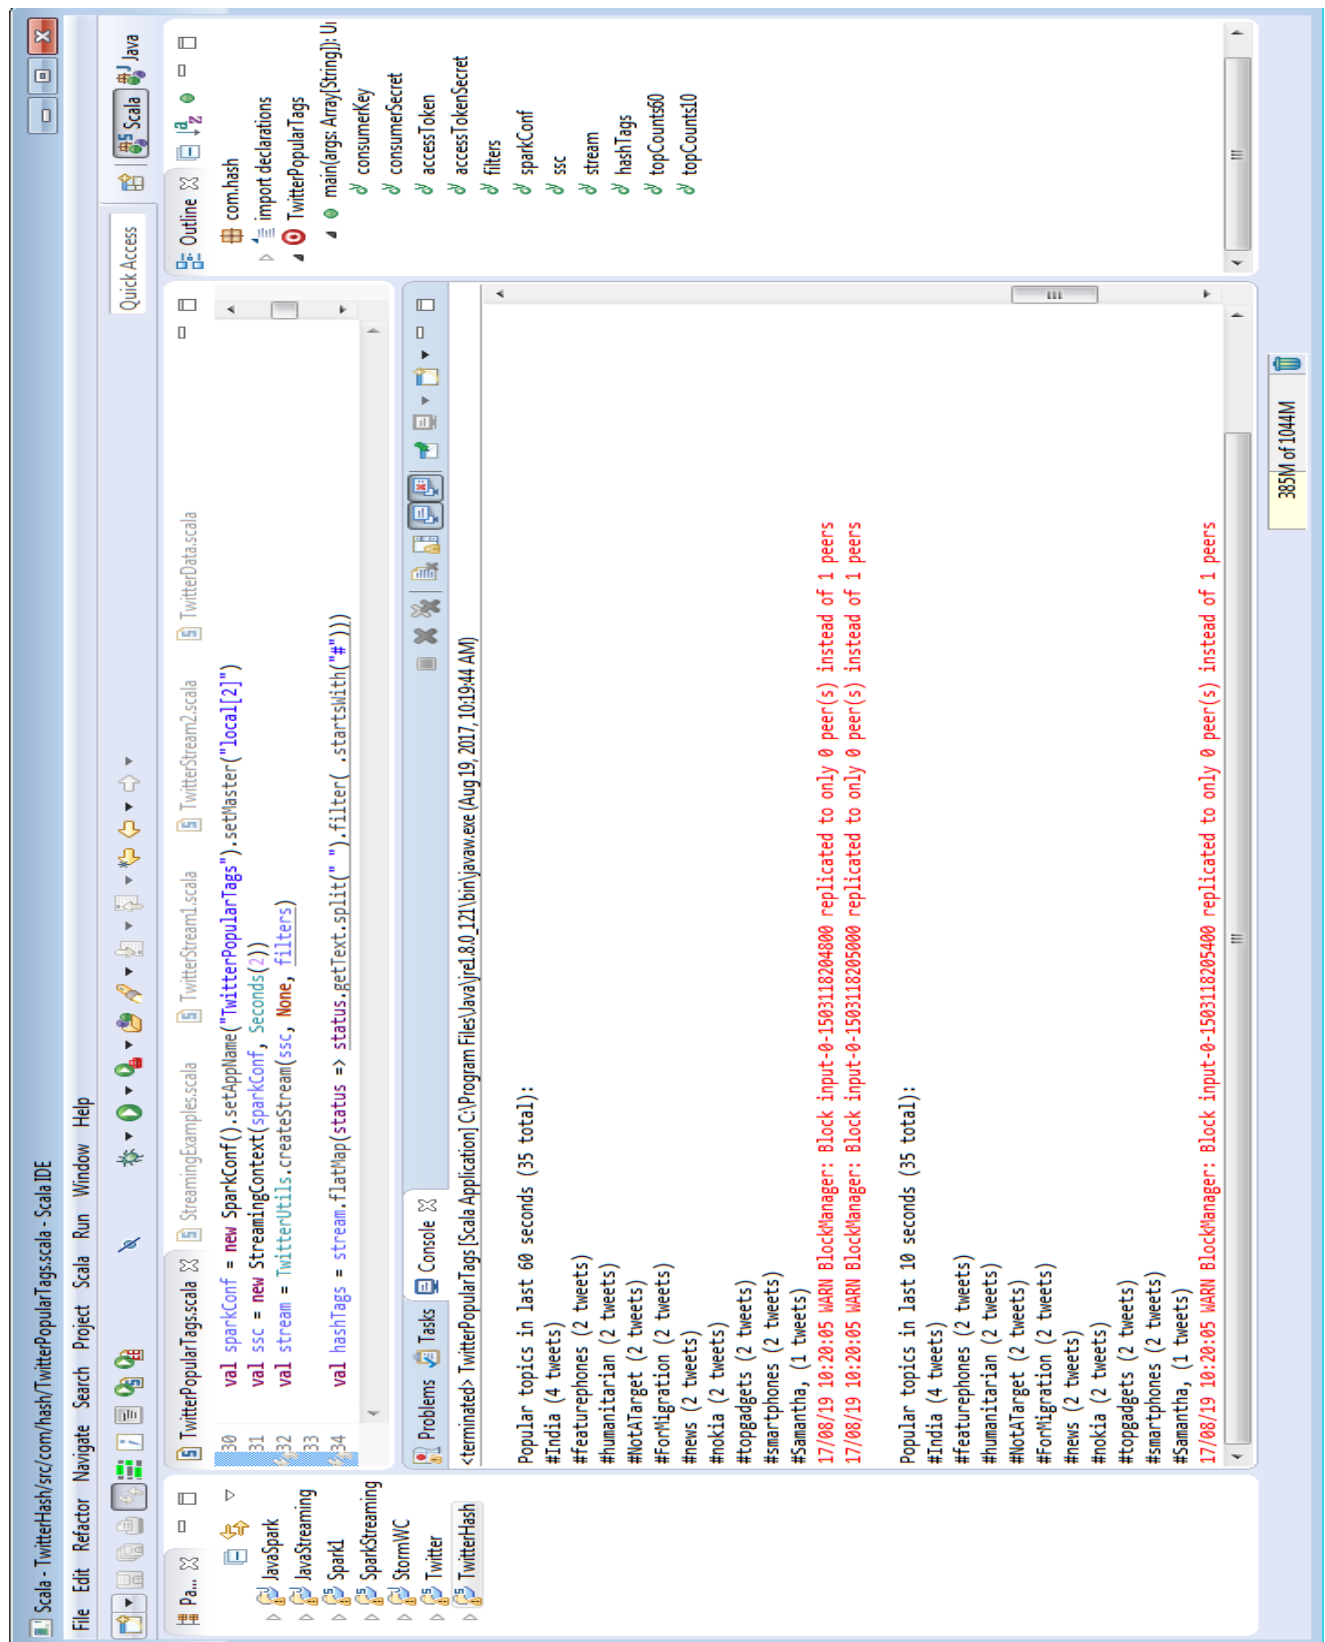 Scala - TwitterHash/src/com/hash/TwitterPopularTags.scala - Scala IDE
File Edit Refactor Navigate Search Project Scala Run Window Help
Quick Access
Scala
Java
Pa...
JavaSpark
JavaStreaming
Spark1
SparkStreaming
StormWC
Twitter
TwitterHash
TwitterPopularTags.scala
StreamingExamples.scala
TwitterStream1.scala
TwitterStream2.scala
TwitterData.scala
30 val sparkConf = new SparkConf().setAppName("TwitterPopularTags").setMaster("local[2]")
31 val ssc = new StreamingContext(sparkConf, Seconds(2))
32 val stream = TwitterUtils.createStream(ssc, None, filters)
33
34 val hashTags = stream.flatMap(status => status.getText.split(" ").filter(_.startsWith("#")))
Problems Tasks Console
<terminated> TwitterPopularTags [Scala Application] C:\Program Files\Java\jre1.8.0_121\bin\javaw.exe (Aug 19, 2017, 10:19:44 AM)
Popular topics in last 60 seconds (35 total):
#India (4 tweets)
#featurephones (2 tweets)
#humanitarian (2 tweets)
#NotATarget (2 tweets)
#ForMigration (2 tweets)
#news (2 tweets)
#nokia (2 tweets)
#topgadgets (2 tweets)
#smartphones (2 tweets)
#Samantha, (1 tweets)
17/08/19 10:20:05 WARN BlockManager: Block input-0-1503118204800 replicated to only 0 peer(s) instead of 1 peers
17/08/19 10:20:05 WARN BlockManager: Block input-0-1503118205000 replicated to only 0 peer(s) instead of 1 peers
Popular topics in last 10 seconds (35 total):
#India (4 tweets)
#featurephones (2 tweets)
#humanitarian (2 tweets)
#NotATarget (2 tweets)
#ForMigration (2 tweets)
#news (2 tweets)
#nokia (2 tweets)
#topgadgets (2 tweets)
#smartphones (2 tweets)
#Samantha, (1 tweets)
17/08/19 10:20:05 WARN BlockManager: Block input-0-1503118205400 replicated to only 0 peer(s) instead of 1 peers
Outline
com.hash
import declarations
TwitterPopularTags
main(args: Array[String]): U
consumerKey
consumerSecret
accessToken
accessTokenSecret
filters
sparkConf
ssc
stream
hashTags
topCounts60
topCounts10
385M of 1044M